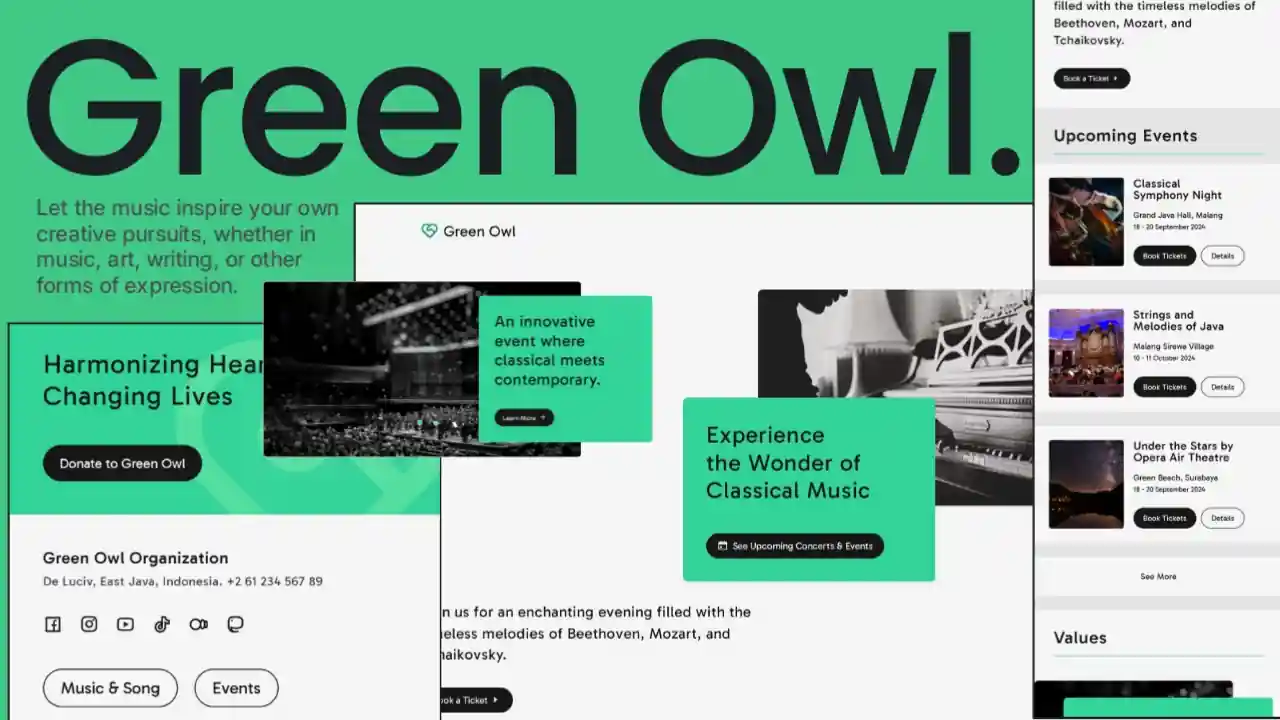 Green Owl.
Let the music inspire your own
creative pursuits, whether in
music, art, writing, or other
forms of expression.
Harmonizing Hear
Changing Lives
Donate to Green Owl
Green Owl Organization
De Luciv, East Java, Indonesia. +2 61 234 567 89
Music & Song
Events
Green Owl
An innovative
event where
classical meets
contemporary.
Learn More
Experience
the Wonder of
Classical Music
See Upcoming Concerts & Events
n us for an enchanting evening filled with the
eless melodies of Beethoven, Mozart, and
haikovsky.
ook a Ticket
filled with the timeless melodies of
Beethoven, Mozart, and
Tchaikovsky.
Book a Ticket
Upcoming Events
Classical
Symphony Night
Grand Java Hall, Malang
18 - 20 September 2024
Book Tickets
Details
Strings and
Melodies of Java
Malang Sirewe Village
10 - 11 October 2024
Book Tickets
Details
Under the Stars by
Opera Air Theatre
Green Beach, Surabaya
18 - 20 September 2024
Book Tickets
Details
See More
Values